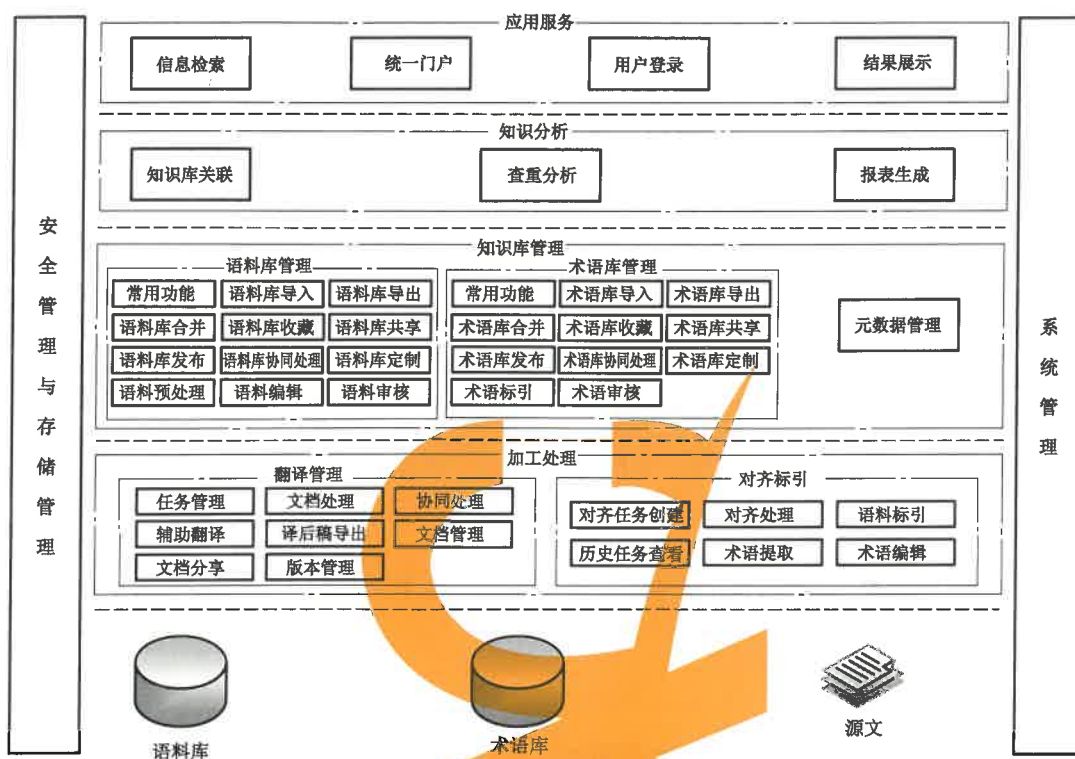 应用服务
信息检索 统一门户 用户登录 结果展示
知识分析
知识库关联 查重分析 报表生成
安全管理与存储管理
系统管理
知识库管理
语料库管理
常用功能 语料库导入 语料库导出
语料库合并 语料库收藏 语料库共享
语料库发布 语料库协同处理 语料库定制
语料预处理 语料编辑 语料审核
术语库管理
常用功能 术语库导入 术语库导出
术语库合并 术语库收藏 术语库共享
术语库发布 术语库协同处理 术语库定制
术语标引 术语审核
元数据管理
加工处理
翻译管理
任务管理 文档处理 协同处理
辅助翻译 译后稿导出 文档管理
文档分享 版本管理
对齐标引
对齐任务创建 对齐处理 语料标引
历史任务查看 术语提取 术语编辑
语料库 术语库 源文